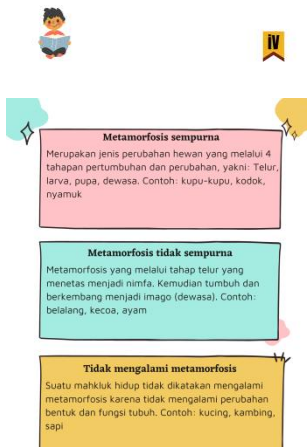 iV
Metamorfosis sempurna
Merupakan jenis perubahan hewan yang melalui 4
tahapan pertumbuhan dan perubahan, yakni: Telur,
larva, pupa, dewasa. Contoh: kupu-kupu, kodok,
nyamuk
Metamorfosis tidak sempurna
Metamorfosis yang melalui tahap telur yang
menetas menjadi nimfa. Kemudian tumbuh dan
berkembang menjadi imago (dewasa). Contoh:
belalang, kecoa, ayam
Tidak mengalami metamorfosis
Suatu mahkluk hidup tidak dikatakan mengalami
metamorfosis karena tidak mengalami perubahan
bentuk dan fungsi tubuh. Contoh: kucing, kambing,
sapi